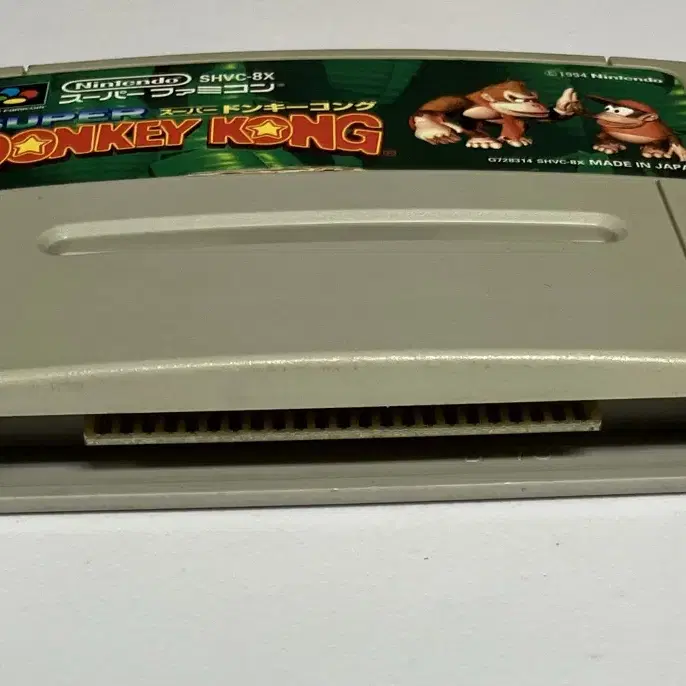 Nintendo SHVC-8X
スーパーファミコン
SUPER スーパードンキーコング
DONKEY KONG
©1994 Nintendo
G728314 SHVC-8X MADE IN JAPAN